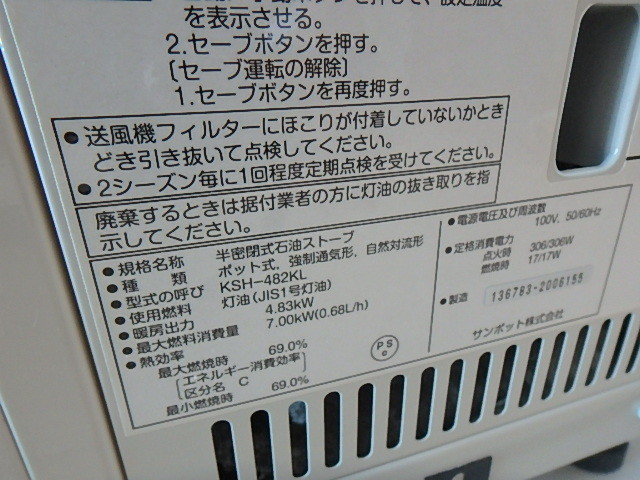 を表示させる。
2.セーブボタンを押す。
〔セーブ運転の解除〕
1.セーブボタンを再度押す。
●送風機フィルターにほこりが付着していないかとき
どき引き抜いて点検してください。
●2シーズン毎に1回程度定期点検を受けてください。
廃棄するときは据付業者の方に灯油の抜き取りを指
示してください。
●規格名称 半密閉式石油ストーブ
●種 類 ポット式，強制通気形，自然対流形
●型式の呼び KSH-482KL
●使用燃料 灯油(JIS1号灯油)
●暖房出力 4.83kW
●最大燃料消費量 7.00kW(0.68L/h)
●熱効率
最大燃焼時 69.0%
エネルギー消費効率
区分名 C
最小燃焼時 69.0%
PS
C
●電源電圧及び周波数
100V, 50/60Hz
●定格消費電力
点火時 306/306W
燃焼時 17/17W
●製造 136783-2006155
サンポット株式会社